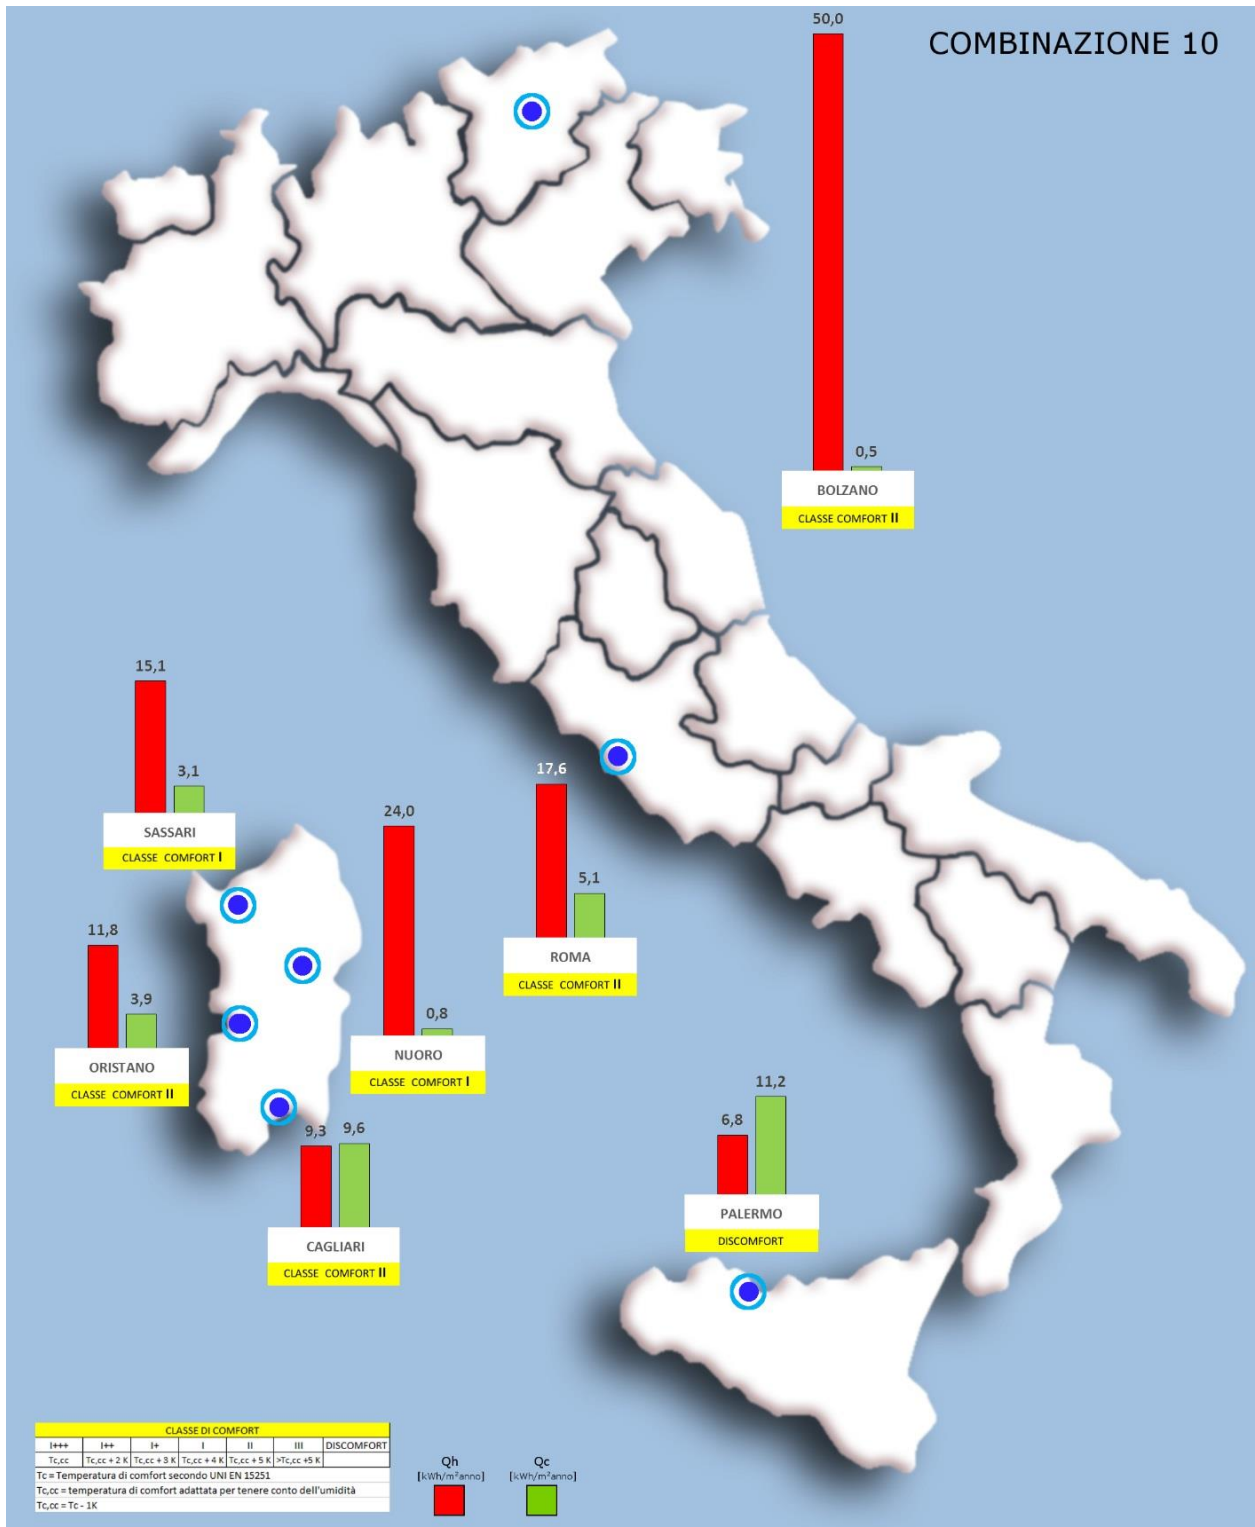 COMBINAZIONE 10
50,0
0,5
BOLZANO
CLASSE COMFORT II
15,1
3,1
SASSARI
CLASSE COMFORT I
24,0
0,8
NUORO
CLASSE COMFORT I
17,6
5,1
ROMA
CLASSE COMFORT II
11,8
3,9
ORISTANO
CLASSE COMFORT II
9,3
9,6
CAGLIARI
CLASSE COMFORT II
6,8
11,2
PALERMO
DISCOMFORT
CLASSE DI COMFORT
I+++ I++ I+ I II III DISCOMFORT
Tc,cc Tc,cc + 2 K Tc,cc + 3 K Tc,cc + 4 K Tc,cc + 5 K >Tc,cc +5 K
Tc = Temperatura di comfort secondo UNI EN 15251
Tc,cc = temperatura di comfort adattata per tenere conto dell'umidità
Tc,cc = Tc - 1K
Qh
[kWh/m²anno]
Qc
[kWh/m²anno]